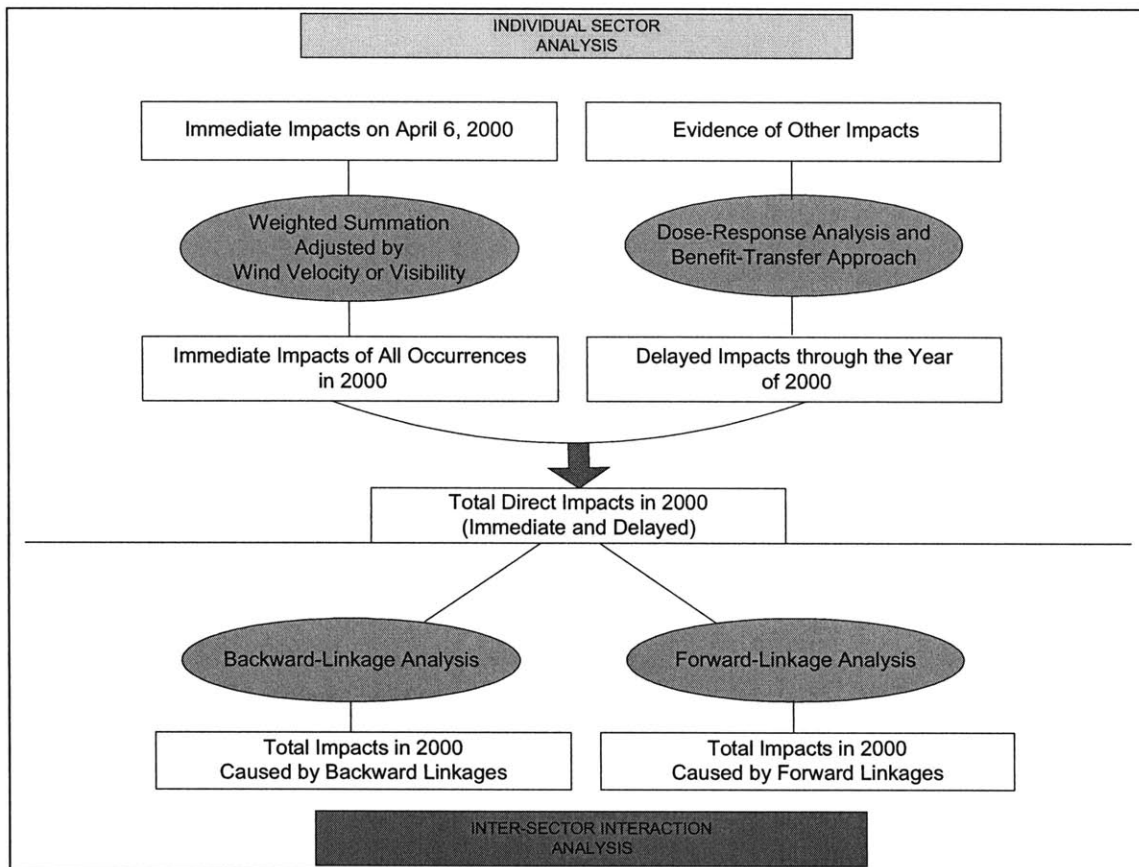 INDIVIDUAL SECTOR
ANALYSIS
Immediate Impacts on April 6, 2000
Evidence of Other Impacts
Weighted Summation
Adjusted by
Wind Velocity or Visibility
Dose-Response Analysis and
Benefit-Transfer Approach
Immediate Impacts of All Occurrences
in 2000
Delayed Impacts through the Year
of 2000
Total Direct Impacts in 2000
(Immediate and Delayed)
Backward-Linkage Analysis
Forward-Linkage Analysis
Total Impacts in 2000
Caused by Backward Linkages
Total Impacts in 2000
Caused by Forward Linkages
INTER-SECTOR INTERACTION
ANALYSIS